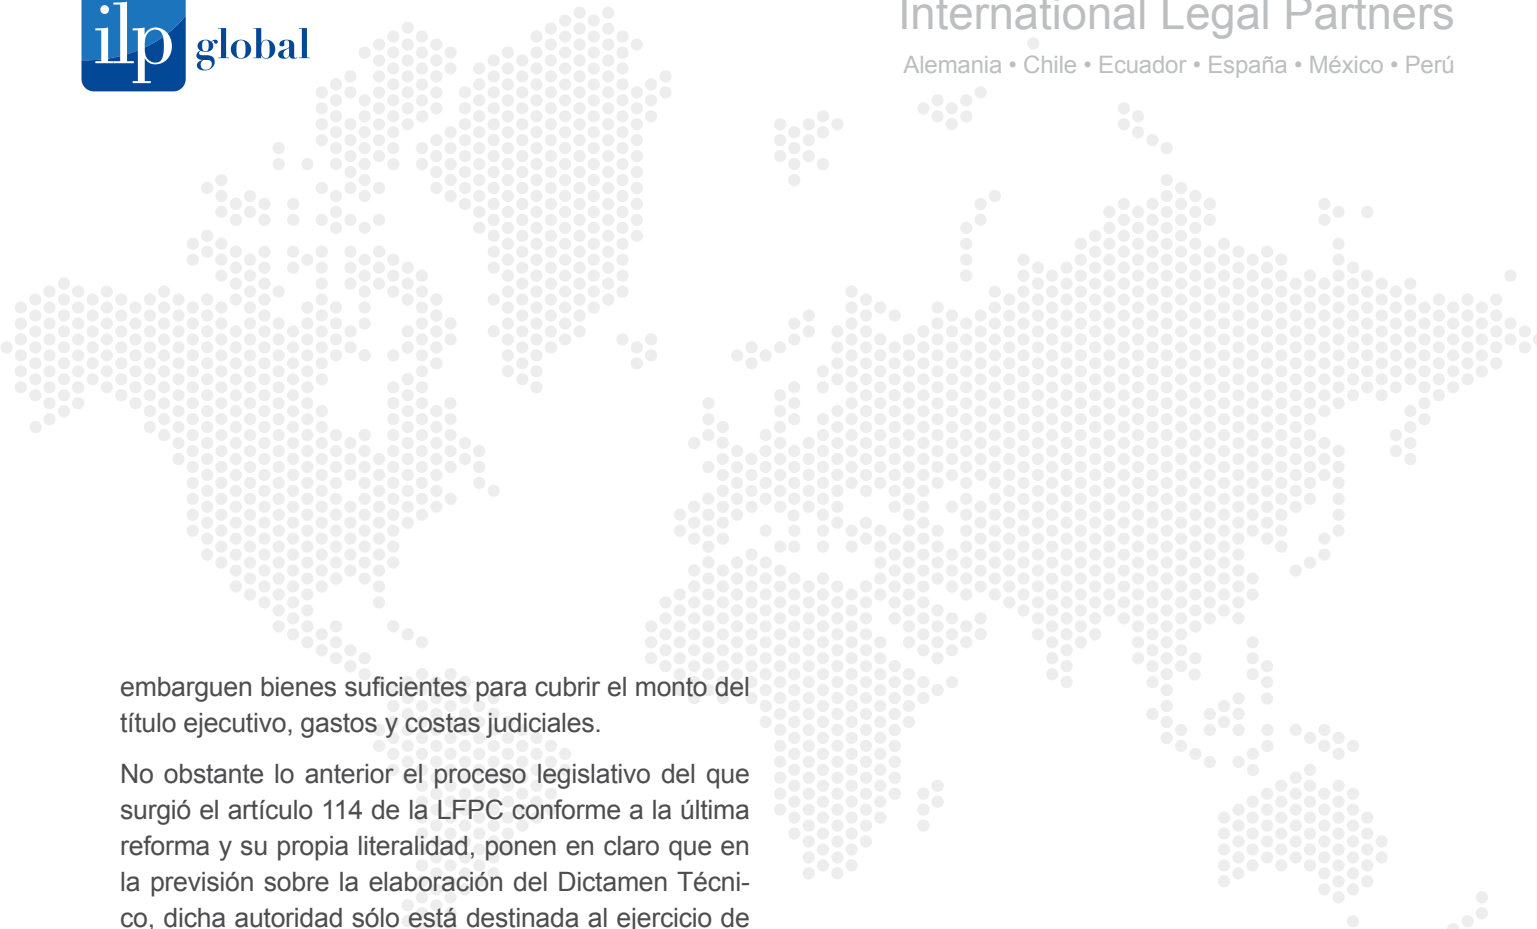 ilp global
International Legal Partners
Alemania • Chile • Ecuador • España • México • Perú
embarguen bienes suficientes para cubrir el monto del
título ejecutivo, gastos y costas judiciales.
No obstante lo anterior el proceso legislativo del que
surgió el artículo 114 de la LFPC conforme a la última
reforma y su propia literalidad, ponen en claro que en
la previsión sobre la elaboración del Dictamen Técni-
co, dicha autoridad sólo está destinada al ejercicio de